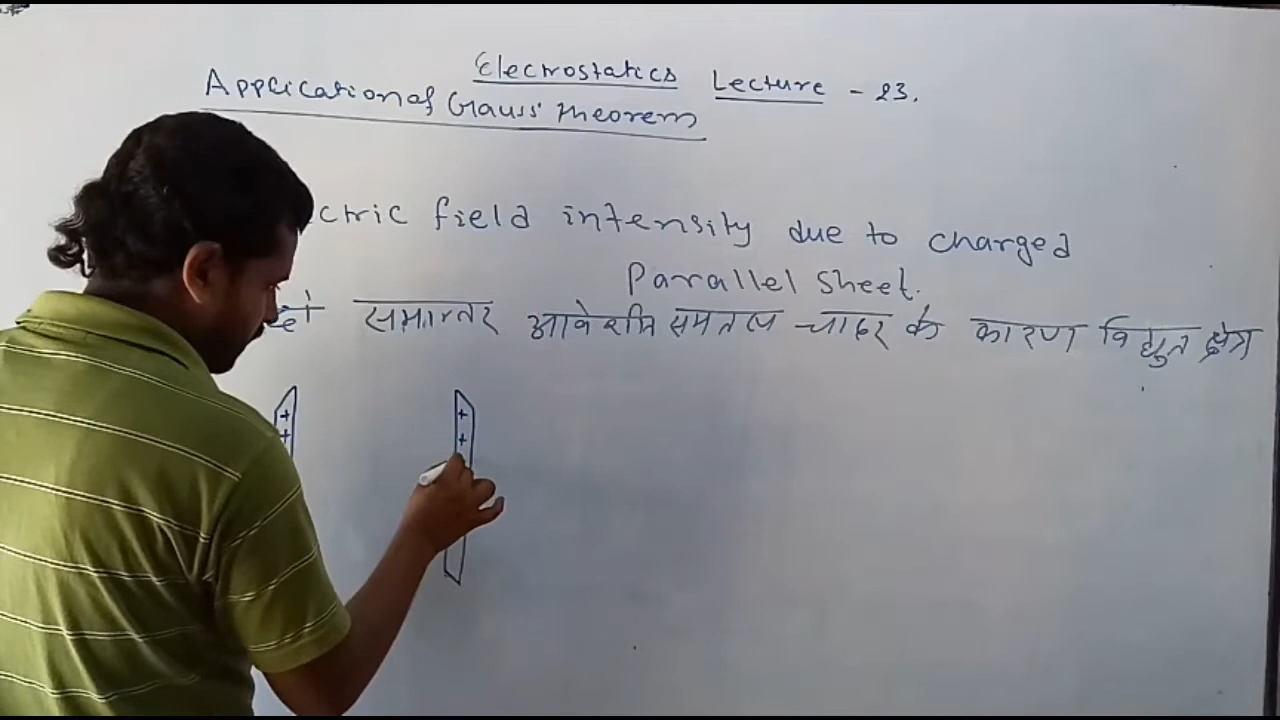 Electrostatics Lecture - 23.
Application of Gauss' Theorem
ctric field intensity due to charged
Parallel Sheet.
समान्तर आवेशित समतल चादर के कारण विद्युत क्षेत्र
+ +
+ +